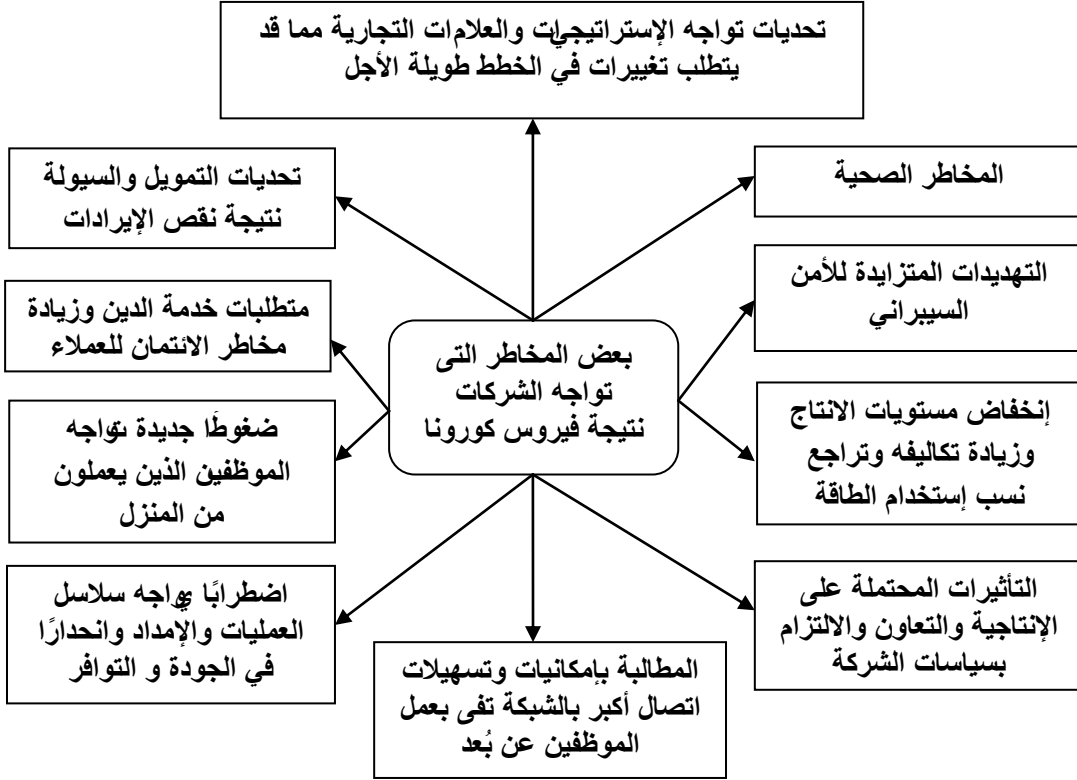 تحديات تواجه الإستراتيجيات والعلامات التجارية مما قد
يتطلب تغييرات في الخطط طويلة الأجل
المخاطر الصحية
تحديات التمويل والسيولة
نتيجة نقص الإيرادات
التهديدات المتزايدة للأمن
السيبراني
متطلبات خدمة الدين وزيادة
مخاطر الائتمان للعملاء
بعض المخاطر التى
تواجه الشركات
نتيجة فيروس كورونا
إنخفاض مستويات الانتاج
وزيادة تكاليفه وتراجع
نسب إستخدام الطاقة
ضغوطًا جديدة تواجه
الموظفين الذين يعملون
من المنزل
التأثيرات المحتملة على
الإنتاجية والتعاون والالتزام
بسياسات الشركة
اضطرابًا يواجه سلاسل
العمليات والإمداد وانحدارًا
في الجودة و التوافر
المطالبة بإمكانيات وتسهيلات
اتصال أكبر بالشبكة تفى بعمل
الموظفين عن بُعد